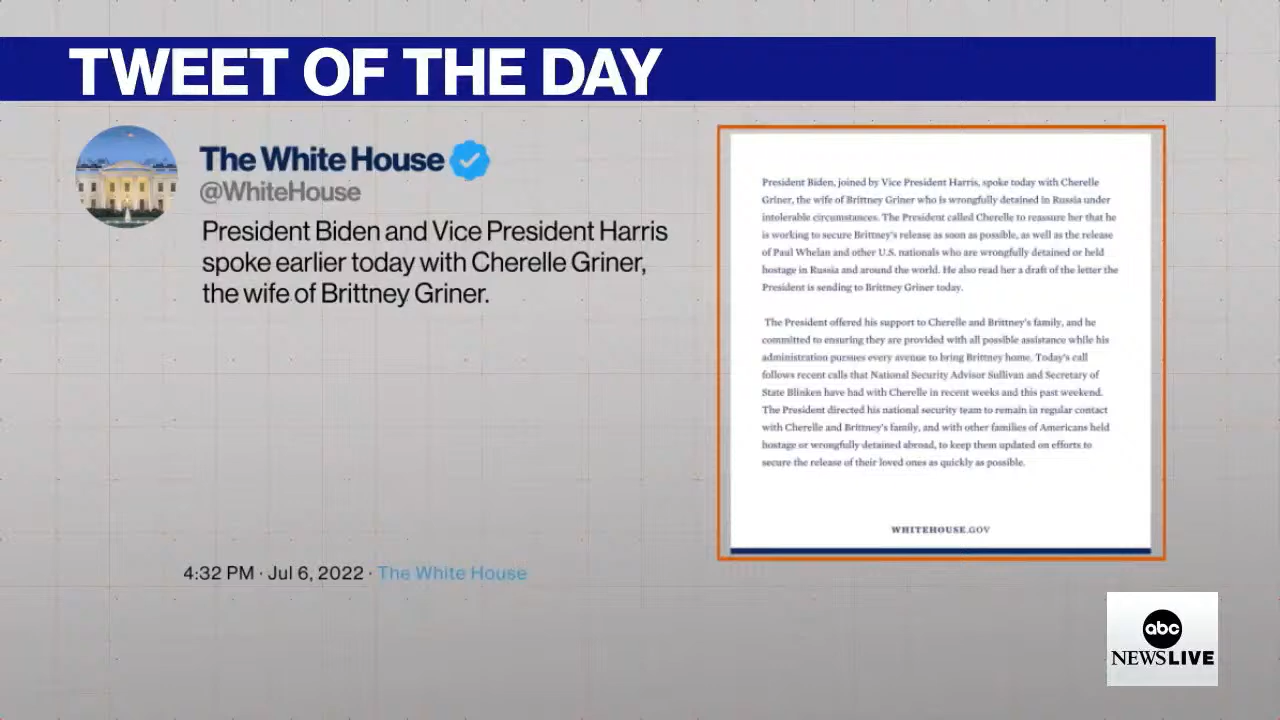 TWEET OF THE DAY
The White House
@WhiteHouse
President Biden and Vice President Harris
spoke earlier today with Cherelle Griner,
the wife of Brittney Griner.
4:32 PM · Jul 6, 2022 · The White House
President Biden, joined by Vice President Harris, spoke today with Cherelle
Griner, the wife of Brittney Griner who is wrongfully detained in Russia under
intolerable circumstances. The President called Cherelle to reassure her that he
is working to secure Brittney's release as soon as possible, as well as the release
of Paul Whelan and other U.S. nationals who are wrongfully detained or held
hostage in Russia and around the world. He also read her a draft of the letter the
President is sending to Brittney Griner today.
The President offered his support to Cherelle and Brittney's family, and he
committed to ensuring they are provided with all possible assistance while his
administration pursues every avenue to bring Brittney home. Today's call
follows recent calls that National Security Advisor Sullivan and Secretary of
State Blinken have had with Cherelle in recent weeks and this past weekend.
The President directed his national security team to remain in regular contact
with Cherelle and Brittney's family, and with other families of Americans held
hostage or wrongfully detained abroad, to keep them updated on efforts to
secure the release of their loved ones as quickly as possible.
WHITEHOUSE.GOV
abc
NEWS LIVE